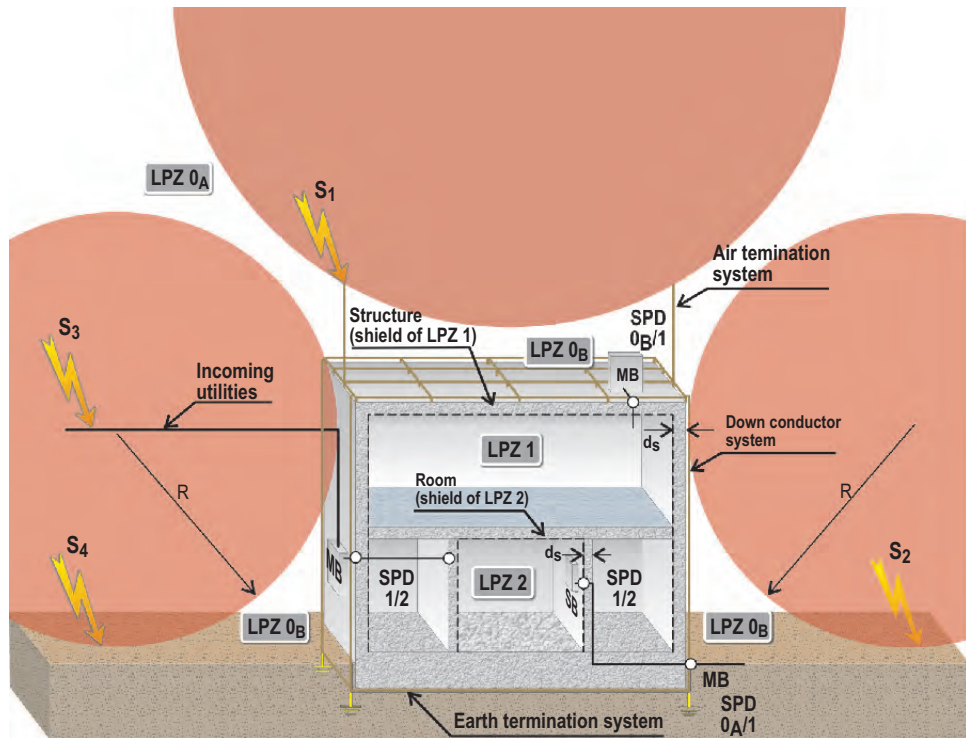 LPZ 0A
S1
Air temination
system
S3
Structure
(shield of LPZ 1)
SPD
0B/1
LPZ 0B
MB
Incoming
utilities
Down conductor
system
ds
LPZ 1
R
R
Room
(shield of LPZ 2)
S4
S2
ds
MB
SPD
1/2
LPZ 2
SB
SPD
1/2
LPZ 0B
LPZ 0B
MB
SPD
0A/1
Earth termination system